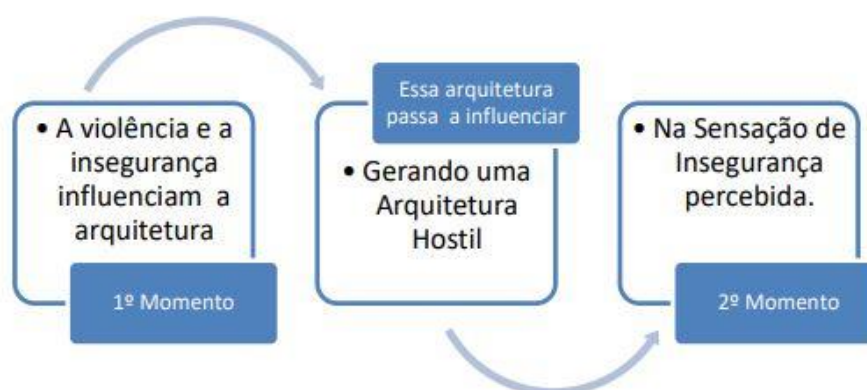 • A violência e a
insegurança
influenciam a
arquitetura
1º Momento
Essa arquitetura
passa a influenciar
• Gerando uma
Arquitetura
Hostil
• Na Sensação de
Insegurança
percebida.
2º Momento